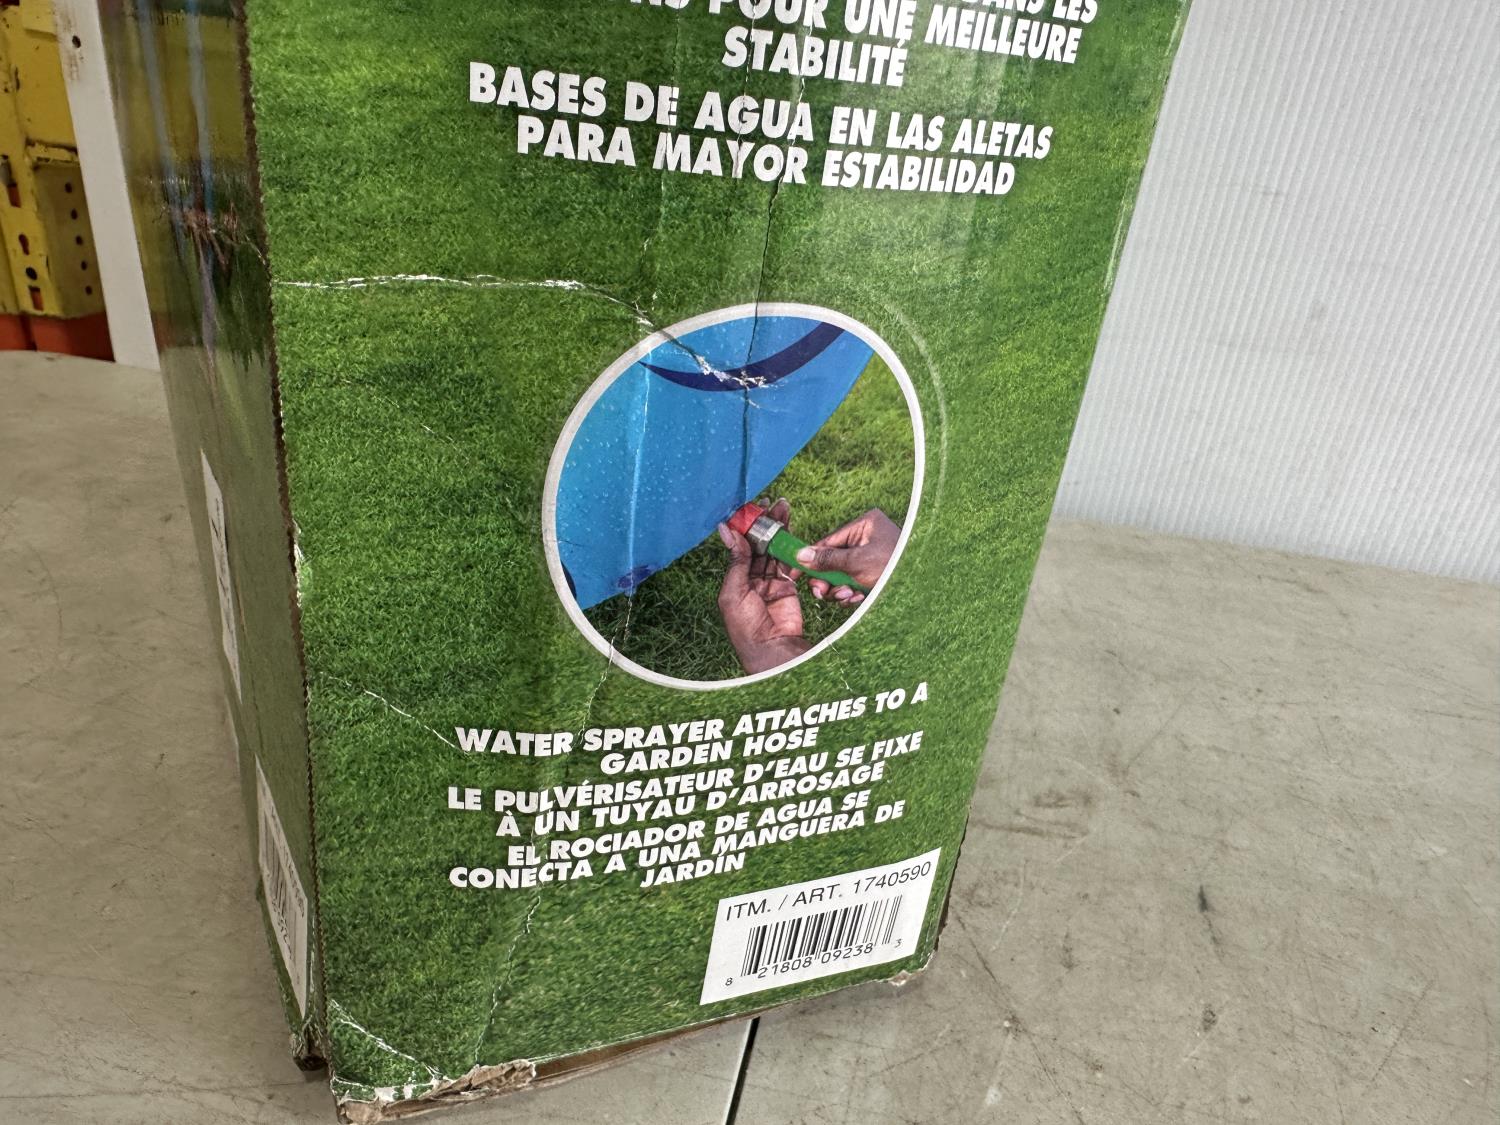 DANS LES
POUR UNE MEILLEURE
STABILITÉ
BASES DE AGUA EN LAS ALETAS
PARA MAYOR ESTABILIDAD
WATER SPRAYER ATTACHES TO A
GARDEN HOSE
LE PULVÉRISATEUR D'EAU SE FIXE
À UN TUYAU D'ARROSAGE
EL ROCIADOR DE AGUA SE
CONECTA A UNA MANGUERA DE
JARDÍN
ITM. / ART. 1740590
8 21808 09238 3